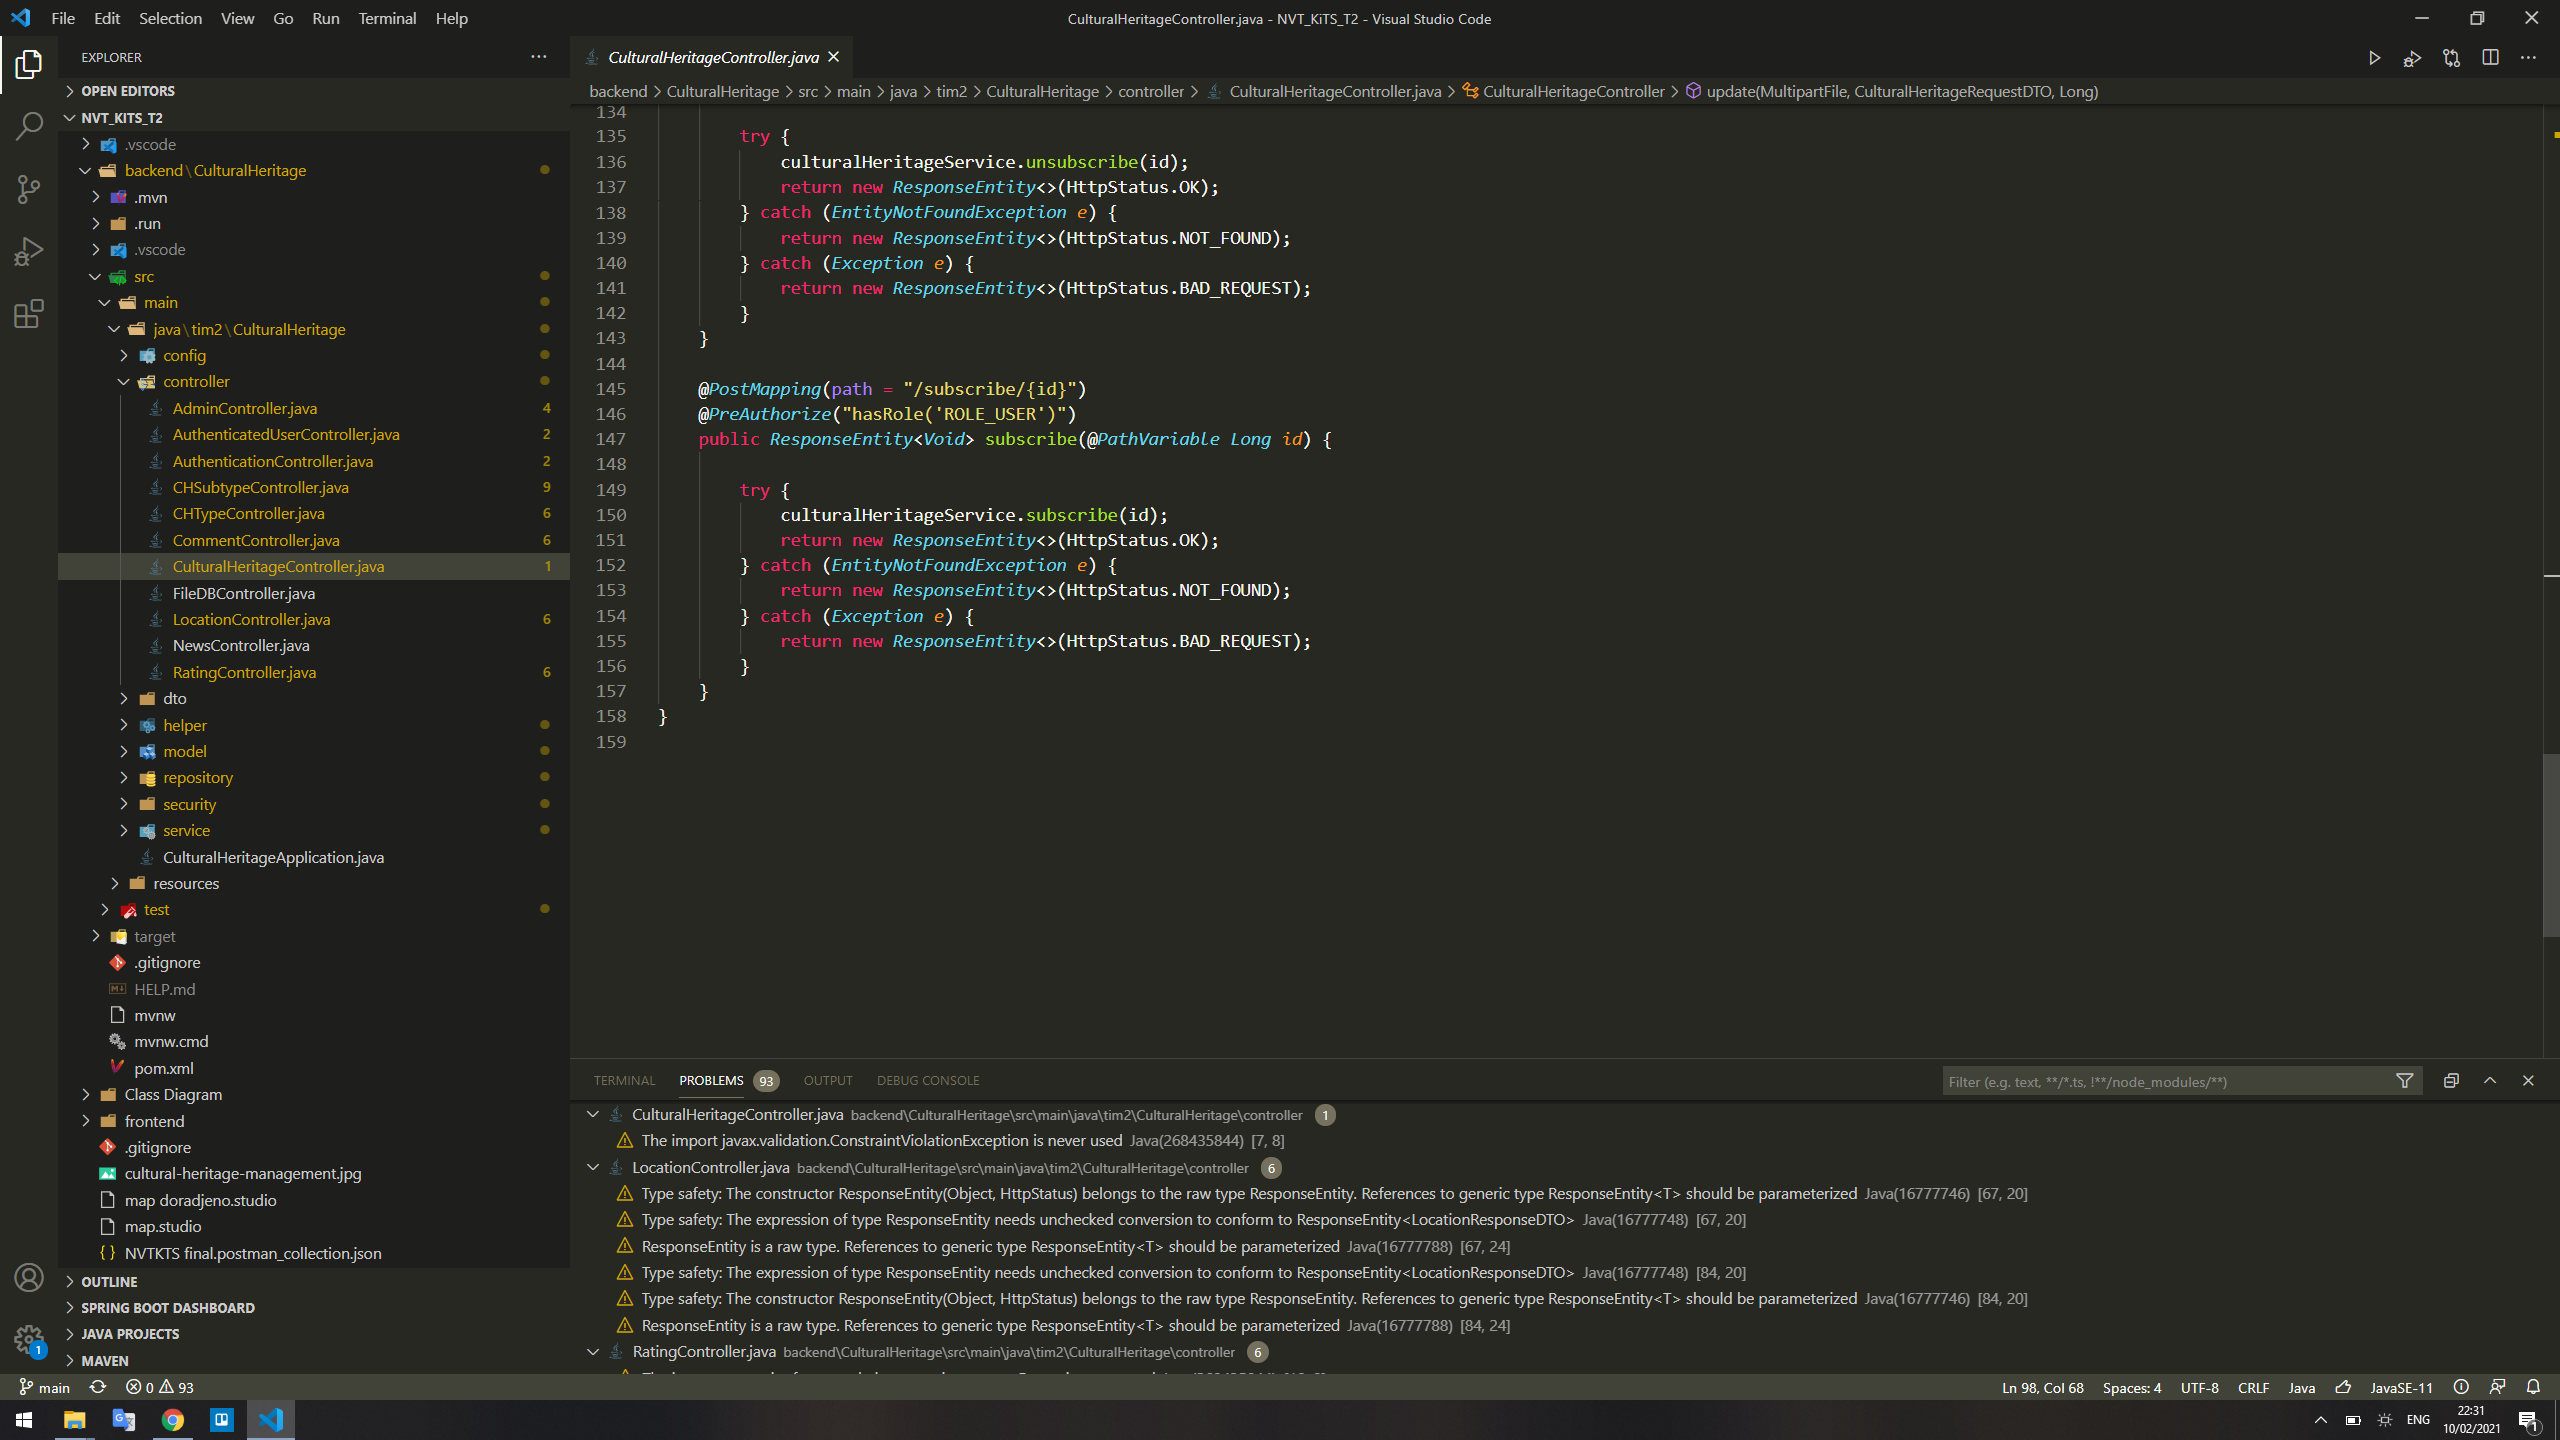 File Edit Selection View Go Run Terminal Help
CulturalHeritageController.java - NVT_KiTS_T2 - Visual Studio Code
EXPLORER
OPEN EDITORS
NVT_KITS_T2
.vscode
backend\CulturalHeritage
.mvn
.run
.vscode
src
main
java\tim2\CulturalHeritage
config
controller
AdminController.java 4
AuthenticatedUserController.java 2
AuthenticationController.java 2
CHSubtypeController.java 9
CHTypeController.java 6
CommentController.java 6
CulturalHeritageController.java 1
FileDBController.java
LocationController.java 6
NewsController.java
RatingController.java 6
dto
helper
model
repository
security
service
CulturalHeritageApplication.java
resources
test
target
.gitignore
HELP.md
mvnw
mvnw.cmd
pom.xml
Class Diagram
frontend
.gitignore
cultural-heritage-management.jpg
map doradjeno.studio
map.studio
NVTKTS final.postman_collection.json
OUTLINE
SPRING BOOT DASHBOARD
JAVA PROJECTS
MAVEN
1
CulturalHeritageController.java
backend > CulturalHeritage > src > main > java > tim2 > CulturalHeritage > controller > CulturalHeritageController.java > CulturalHeritageController > update(MultipartFile, CulturalHeritageRequestDTO, Long)
134
135 try {
136 culturalHeritageService.unsubscribe(id);
137 return new ResponseEntity<>(HttpStatus.OK);
138 } catch (EntityNotFoundException e) {
139 return new ResponseEntity<>(HttpStatus.NOT_FOUND);
140 } catch (Exception e) {
141 return new ResponseEntity<>(HttpStatus.BAD_REQUEST);
142 }
143 }
144
145 @PostMapping(path = "/subscribe/{id}")
146 @PreAuthorize("hasRole('ROLE_USER')")
147 public ResponseEntity<Void> subscribe(@PathVariable Long id) {
148
149 try {
150 culturalHeritageService.subscribe(id);
151 return new ResponseEntity<>(HttpStatus.OK);
152 } catch (EntityNotFoundException e) {
153 return new ResponseEntity<>(HttpStatus.NOT_FOUND);
154 } catch (Exception e) {
155 return new ResponseEntity<>(HttpStatus.BAD_REQUEST);
156 }
157 }
158 }
159
TERMINAL PROBLEMS 93 OUTPUT DEBUG CONSOLE
Filter (e.g. text, **/*.ts, !**/node_modules/**)
CulturalHeritageController.java backend\CulturalHeritage\src\main\java\tim2\CulturalHeritage\controller 1
The import javax.validation.ConstraintViolationException is never used Java(268435844) [7, 8]
LocationController.java backend\CulturalHeritage\src\main\java\tim2\CulturalHeritage\controller 6
Type safety: The constructor ResponseEntity(Object, HttpStatus) belongs to the raw type ResponseEntity. References to generic type ResponseEntity<T> should be parameterized Java(16777746) [67, 20]
Type safety: The expression of type ResponseEntity needs unchecked conversion to conform to ResponseEntity<LocationResponseDTO> Java(16777748) [67, 20]
ResponseEntity is a raw type. References to generic type ResponseEntity<T> should be parameterized Java(16777788) [67, 24]
Type safety: The expression of type ResponseEntity needs unchecked conversion to conform to ResponseEntity<LocationResponseDTO> Java(16777748) [84, 20]
Type safety: The constructor ResponseEntity(Object, HttpStatus) belongs to the raw type ResponseEntity. References to generic type ResponseEntity<T> should be parameterized Java(16777746) [84, 20]
ResponseEntity is a raw type. References to generic type ResponseEntity<T> should be parameterized Java(16777788) [84, 24]
RatingController.java backend\CulturalHeritage\src\main\java\tim2\CulturalHeritage\controller 6
main 0 93
Ln 98, Col 68 Spaces: 4 UTF-8 CRLF Java JavaSE-11
ENG
22:31
10/02/2021
1